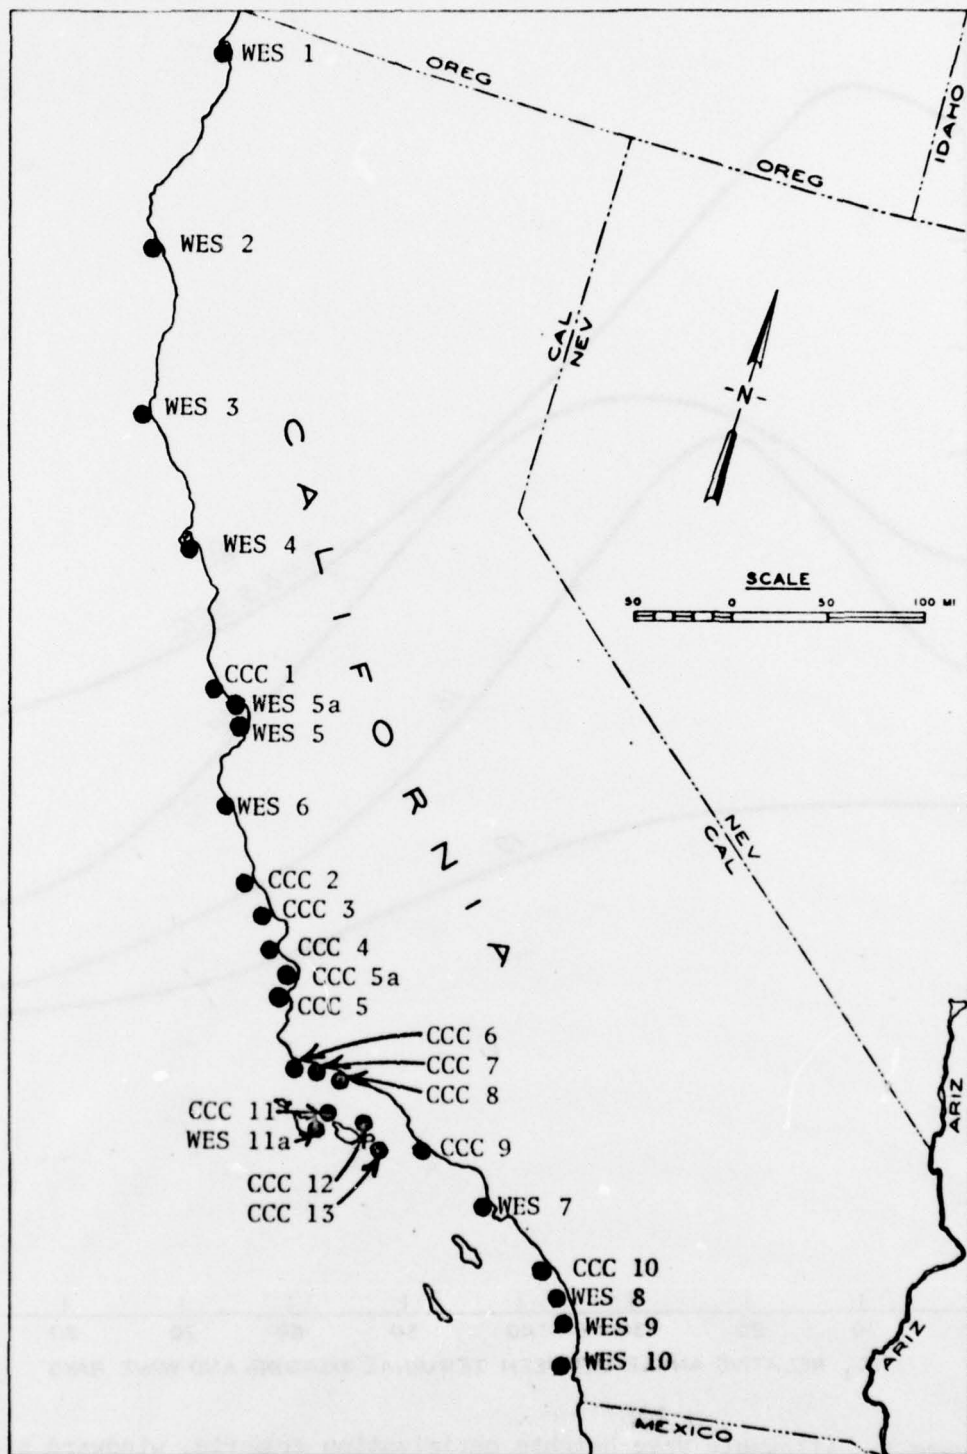 WES 1
OREG
IDAHO
OREG
WES 2
CAL
NEV
-N-
WES 3
CALIFORNIA
WES 4
SCALE
50 0 50 100 MI
CCC 1
WES 5a
WES 5
WES 6
NEV
CAL
CCC 2
CCC 3
CCC 4
CCC 5a
CCC 5
CCC 6
CCC 7
CCC 8
ARIZ
CCC 11
WES 11a
CCC 9
CCC 12
CCC 13
WES 7
CCC 10
WES 8
WES 9
ARIZ
WES 10
MEXICO